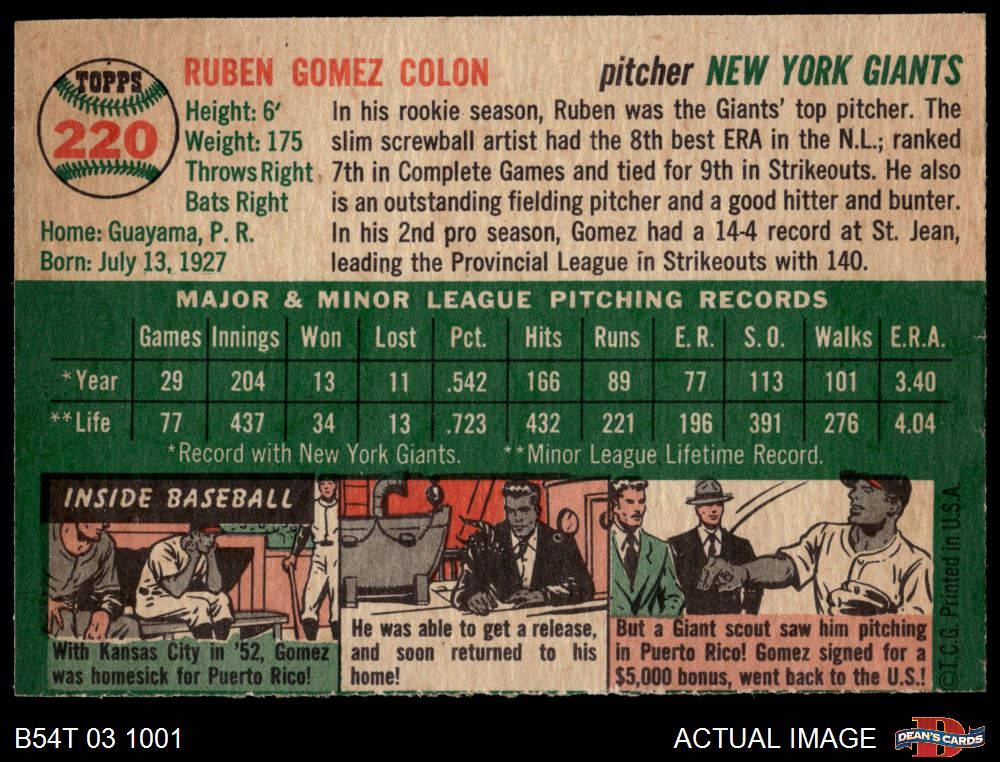 TOPPS
220
RUBEN GOMEZ COLON
pitcher NEW YORK GIANTS
Height: 6′
Weight: 175
Throws Right
Bats Right
Home: Guayama, P. R.
Born: July 13, 1927
In his rookie season, Ruben was the Giants' top pitcher. The
slim screwball artist had the 8th best ERA in the N.L.; ranked
7th in Complete Games and tied for 9th in Strikeouts. He also
is an outstanding fielding pitcher and a good hitter and bunter.
In his 2nd pro season, Gomez had a 14-4 record at St. Jean,
leading the Provincial League in Strikeouts with 140.
MAJOR & MINOR LEAGUE PITCHING RECORDS
Games Innings Won Lost Pct. Hits Runs E. R. S. O. Walks E.R.A.
*Year 29 204 13 11 .542 166 89 77 113 101 3.40
**Life 77 437 34 13 .723 432 221 196 391 276 4.04
*Record with New York Giants. **Minor League Lifetime Record.
INSIDE BASEBALL
With Kansas City in '52, Gomez
was homesick for Puerto Rico!
He was able to get a release,
and soon returned to his
home!
But a Giant scout saw him pitching
in Puerto Rico! Gomez signed for a
$5,000 bonus, went back to the U.S.!
©T.C.G. Printed in U.S.A.
B54T 03 1001
ACTUAL IMAGE
DEAN'S CARDS